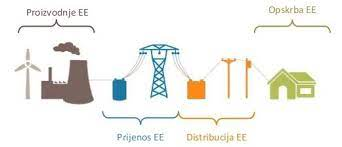 Proizvodnje EE
Opskrba EE
Prijenos EE
Distribucija EE